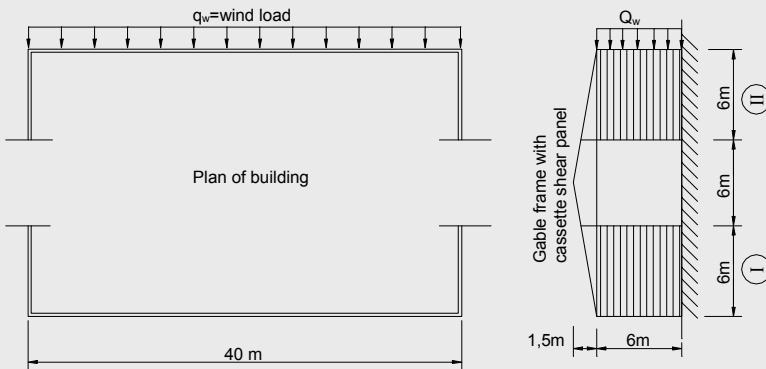 q_w=wind load
Q_w
Plan of building
Gable frame with
cassette shear panel
6m
II
6m
6m
I
1,5m
6m
40 m